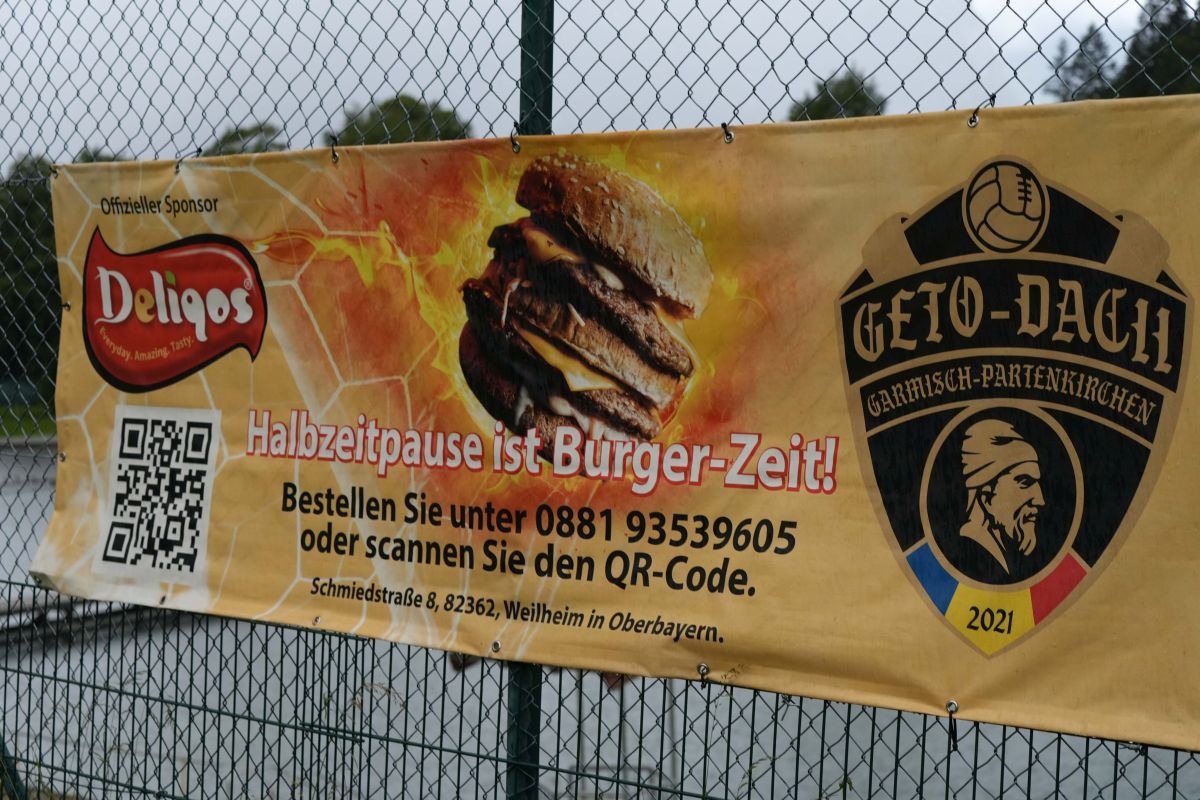 Offizieller Sponsor
Deliqos®
Everyday. Amazing. Tasty.
Halbzeitpause ist Burger-Zeit!
Bestellen Sie unter 0881 93539605
oder scannen Sie den QR-Code.
Schmiedstraße 8, 82362, Weilheim in Oberbayern.
GETO-DACII
GARMISCH-PARTENKIRCHEN
2021